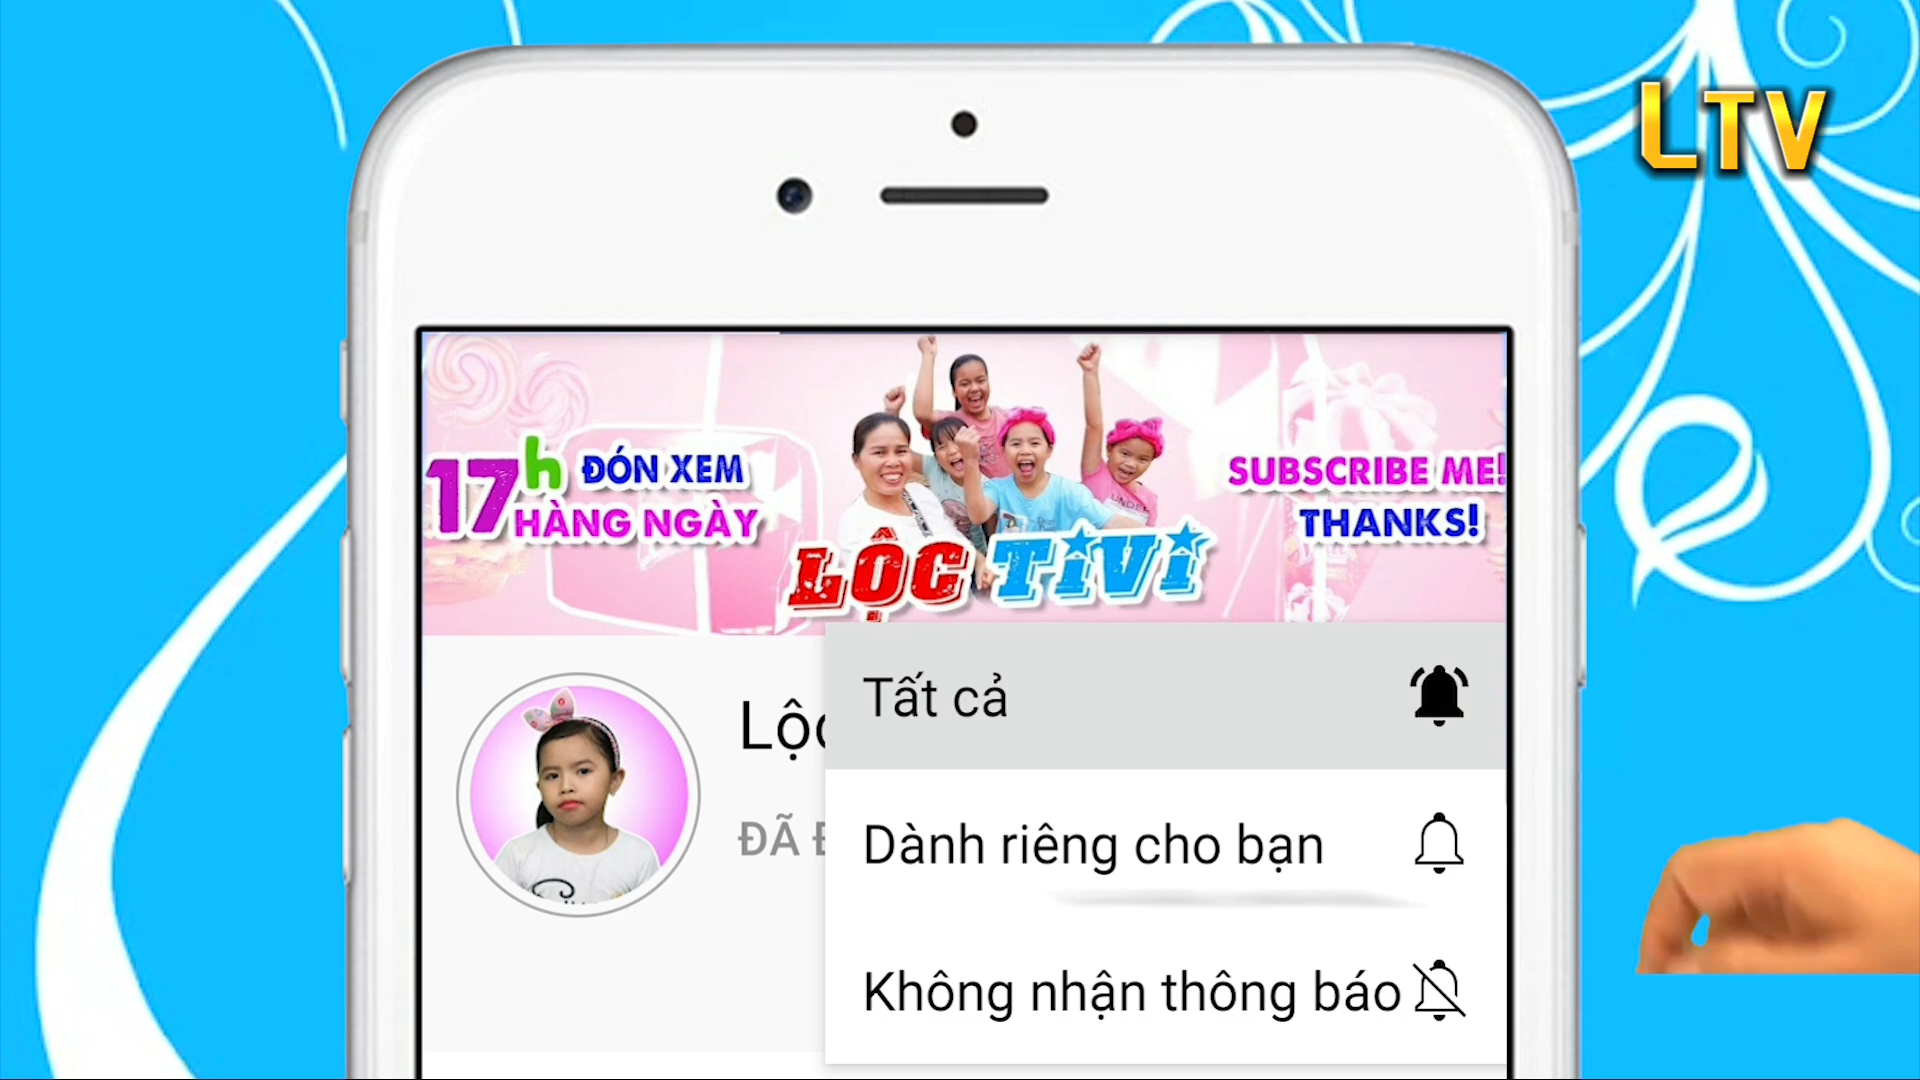 LTV
17h ĐÓN XEM
HÀNG NGÀY
SUBSCRIBE ME!
THANKS!
LỘC TiVi
Tất cả
Lộc
ĐÃ Đ
Dành riêng cho bạn
Không nhận thông báo